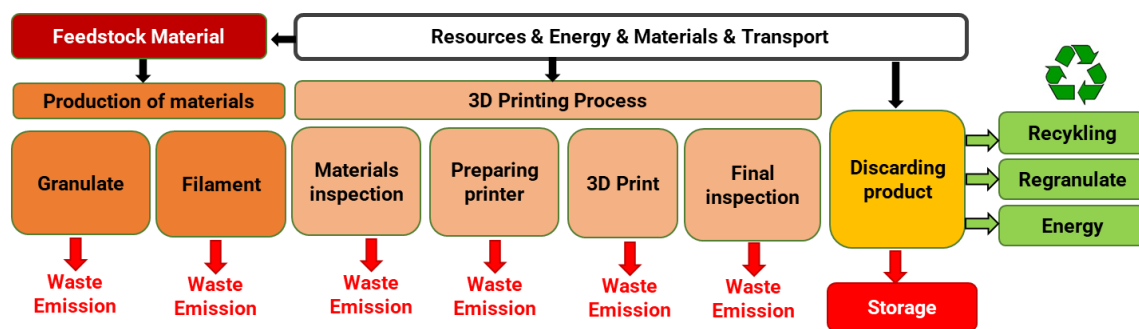 Feedstock Material
Resources & Energy & Materials & Transport
Production of materials
3D Printing Process
Granulate
Filament
Materials
inspection
Preparing
printer
3D Print
Final
inspection
Discarding
product
Recykling
Regranulate
Energy
Waste
Emission
Waste
Emission
Waste
Emission
Waste
Emission
Waste
Emission
Waste
Emission
Storage